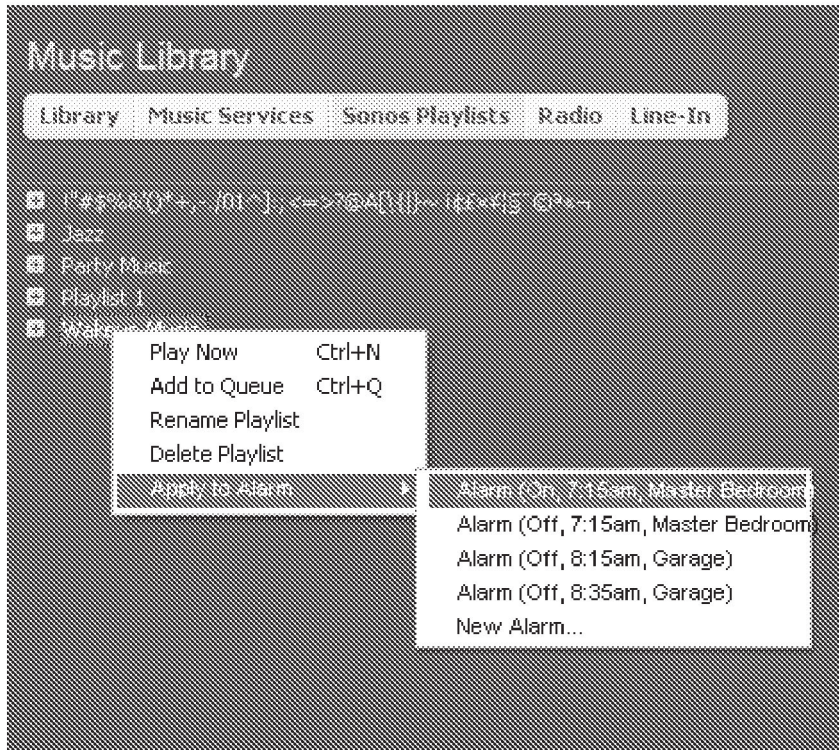 Music Library
Library Music Services Sonos Playlists Radio Line-In
Jazz
Party Music
Playlist 1
Wakeup Music
Play Now Ctrl+N
Add to Queue Ctrl+Q
Rename Playlist
Delete Playlist
Apply to Alarm
Alarm (On, 7:15am, Master Bedroom)
Alarm (Off, 7:15am, Master Bedroom)
Alarm (Off, 8:15am, Garage)
Alarm (Off, 8:35am, Garage)
New Alarm...